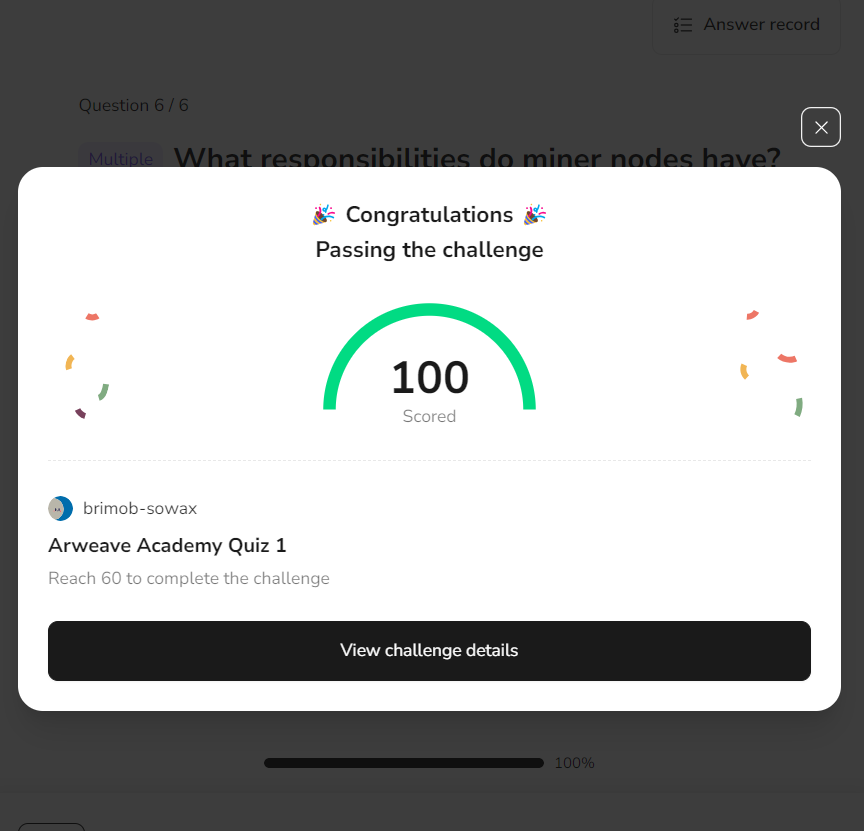 Answer record
Question 6 / 6
Multiple What responsibilities do miner nodes have?
Congratulations
Passing the challenge
100
Scored
brimob-sowax
Arweave Academy Quiz 1
Reach 60 to complete the challenge
View challenge details
100%